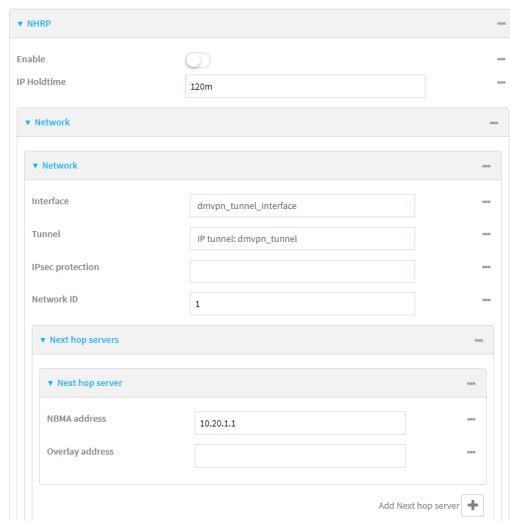 NHRP
Enable
IP Holdtime
120m
Network
Network
Interface
dmvpn_tunnel_interface
Tunnel
IP tunnel: dmvpn_tunnel
IPsec protection
Network ID
1
Next hop servers
Next hop server
NBMA address
10.20.1.1
Overlay address
Add Next hop server